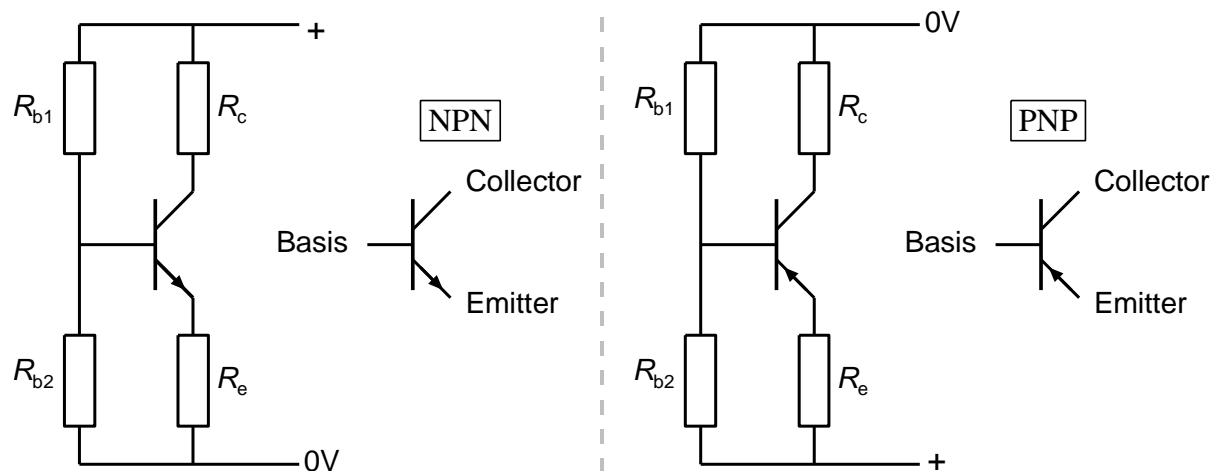 +
R_b1
R_c
NPN
Collector
Basis
Emitter
R_b2
R_e
0V
0V
R_b1
R_c
PNP
Collector
Basis
Emitter
R_b2
R_e
+